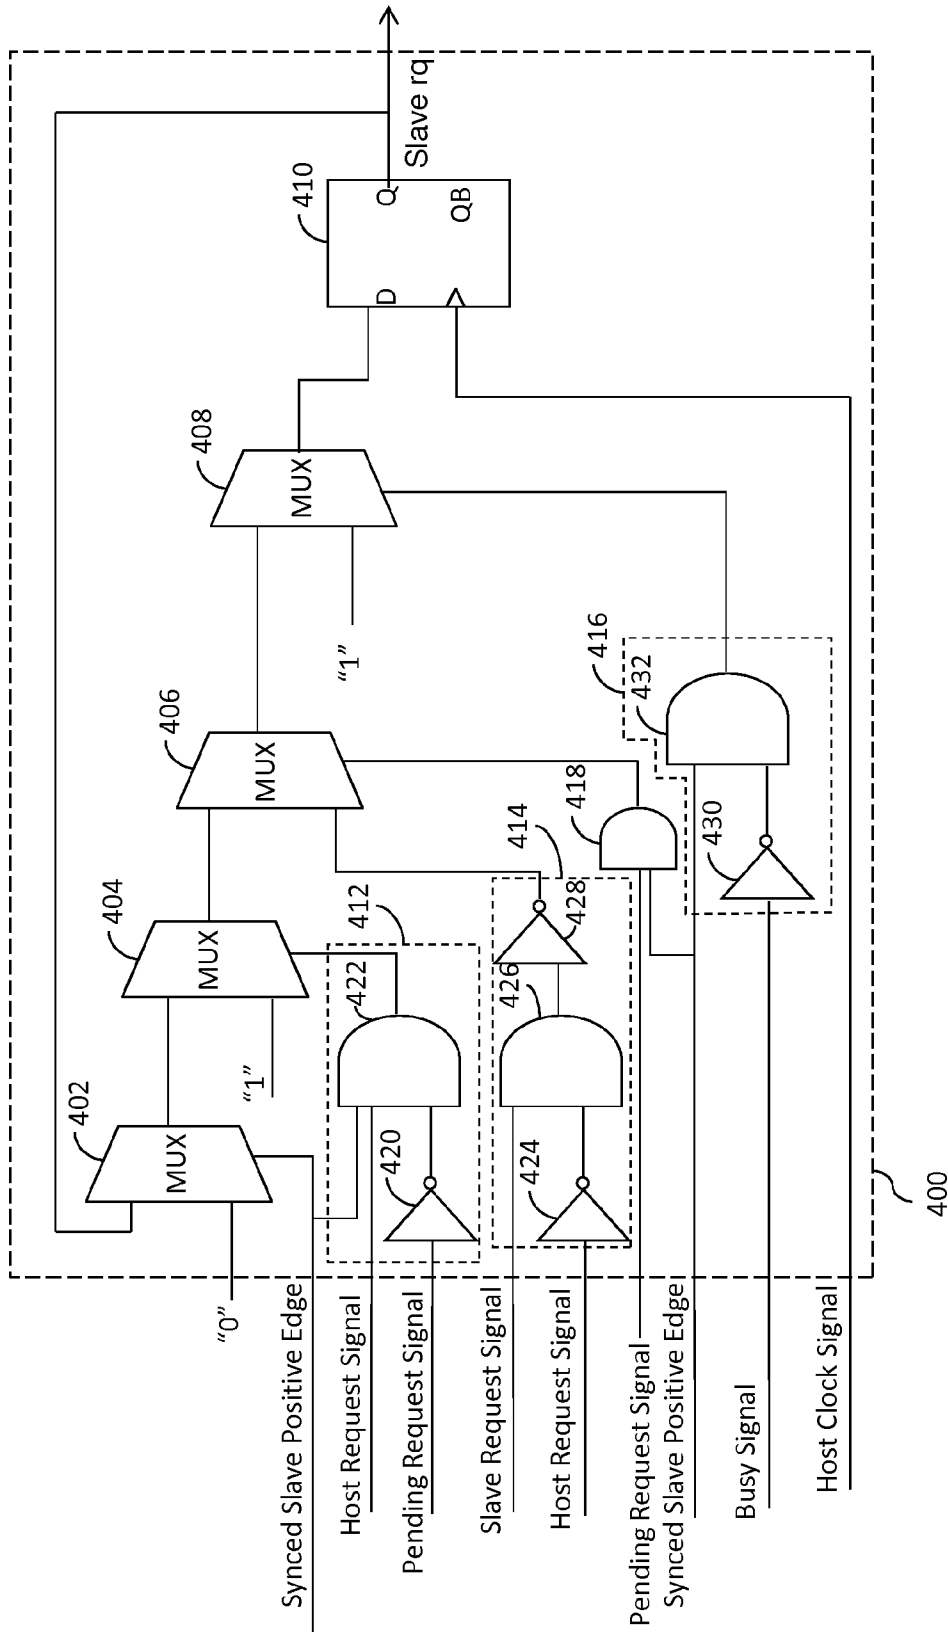 Slave rq
410
D
Q
QB
408
MUX
"1"
406
MUX
404
MUX
"1"
402
MUX
"0"
412
422
420
414
428
426
424
418
416
432
430
Synced Slave Positive Edge
Host Request Signal
Pending Request Signal
Slave Request Signal
Host Request Signal
Pending Request Signal
Synced Slave Positive Edge
Busy Signal
Host Clock Signal
400